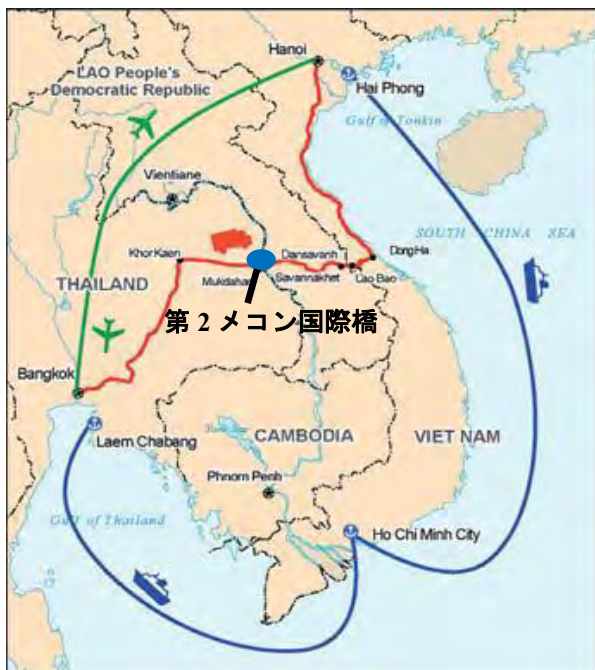 Hanoi
LAO People's
Democratic Republic
Hai Phong
Gulf of Tonkin
Vientiane
SOUTH CHINA SEA
Khor Kaen
Dansavanh
Dong Ha
THAILAND
Mukdahan
Savannakhet
Lao Bao
第2メコン国際橋
Bangkok
Laem Chabang
CAMBODIA
VIET NAM
Phnom Penh
Gulf of Thailand
Ho Chi Minh City